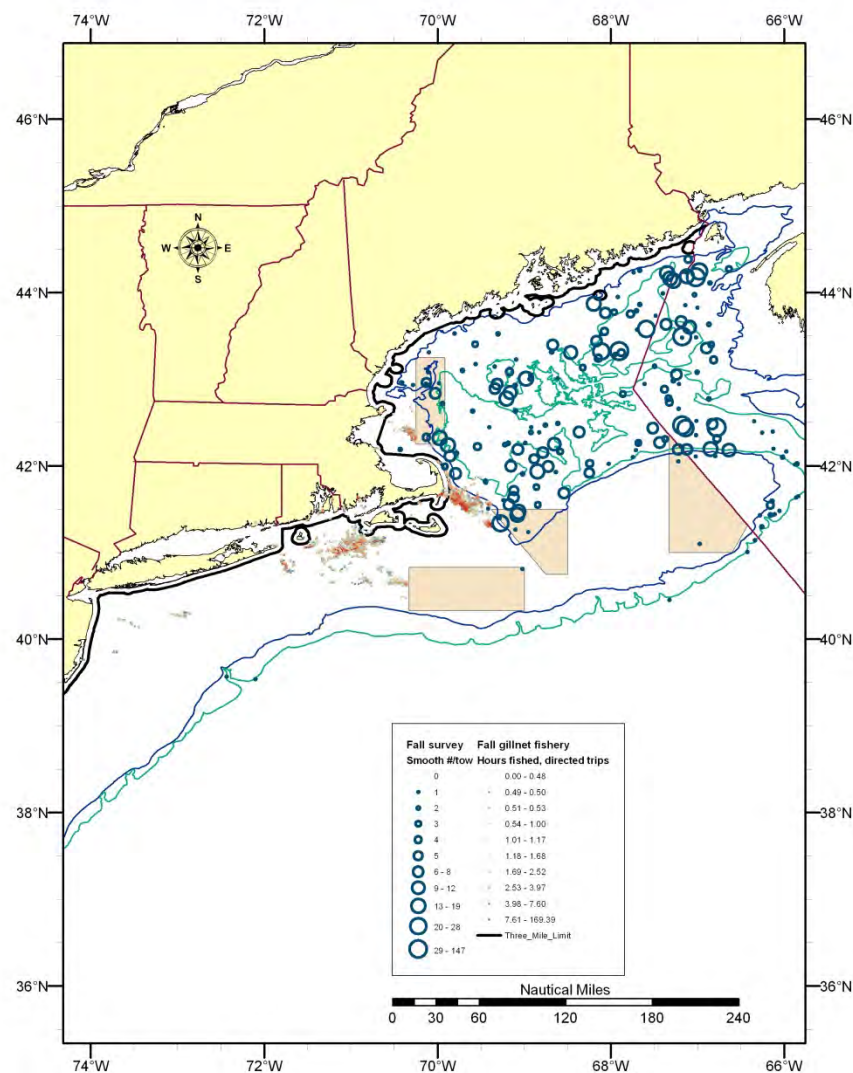 74°W 72°W 70°W 68°W 66°W
46°N 46°N
N
W E
S
44°N 44°N
42°N 42°N
40°N 40°N
38°N 38°N
36°N 36°N
Fall survey Fall gillnet fishery
Smooth #/tow Hours fished, directed trips
0 0.00 - 0.48
1 0.49 - 0.50
2 0.51 - 0.53
3 0.54 - 1.00
4 1.01 - 1.17
5 1.18 - 1.68
6 - 8 1.69 - 2.52
9 - 12 2.53 - 3.97
13 - 19 3.98 - 7.60
20 - 28 7.61 - 169.39
29 - 147 Three_Mile_Limit
Nautical Miles
0 30 60 120 180 240
74°W 72°W 70°W 68°W 66°W